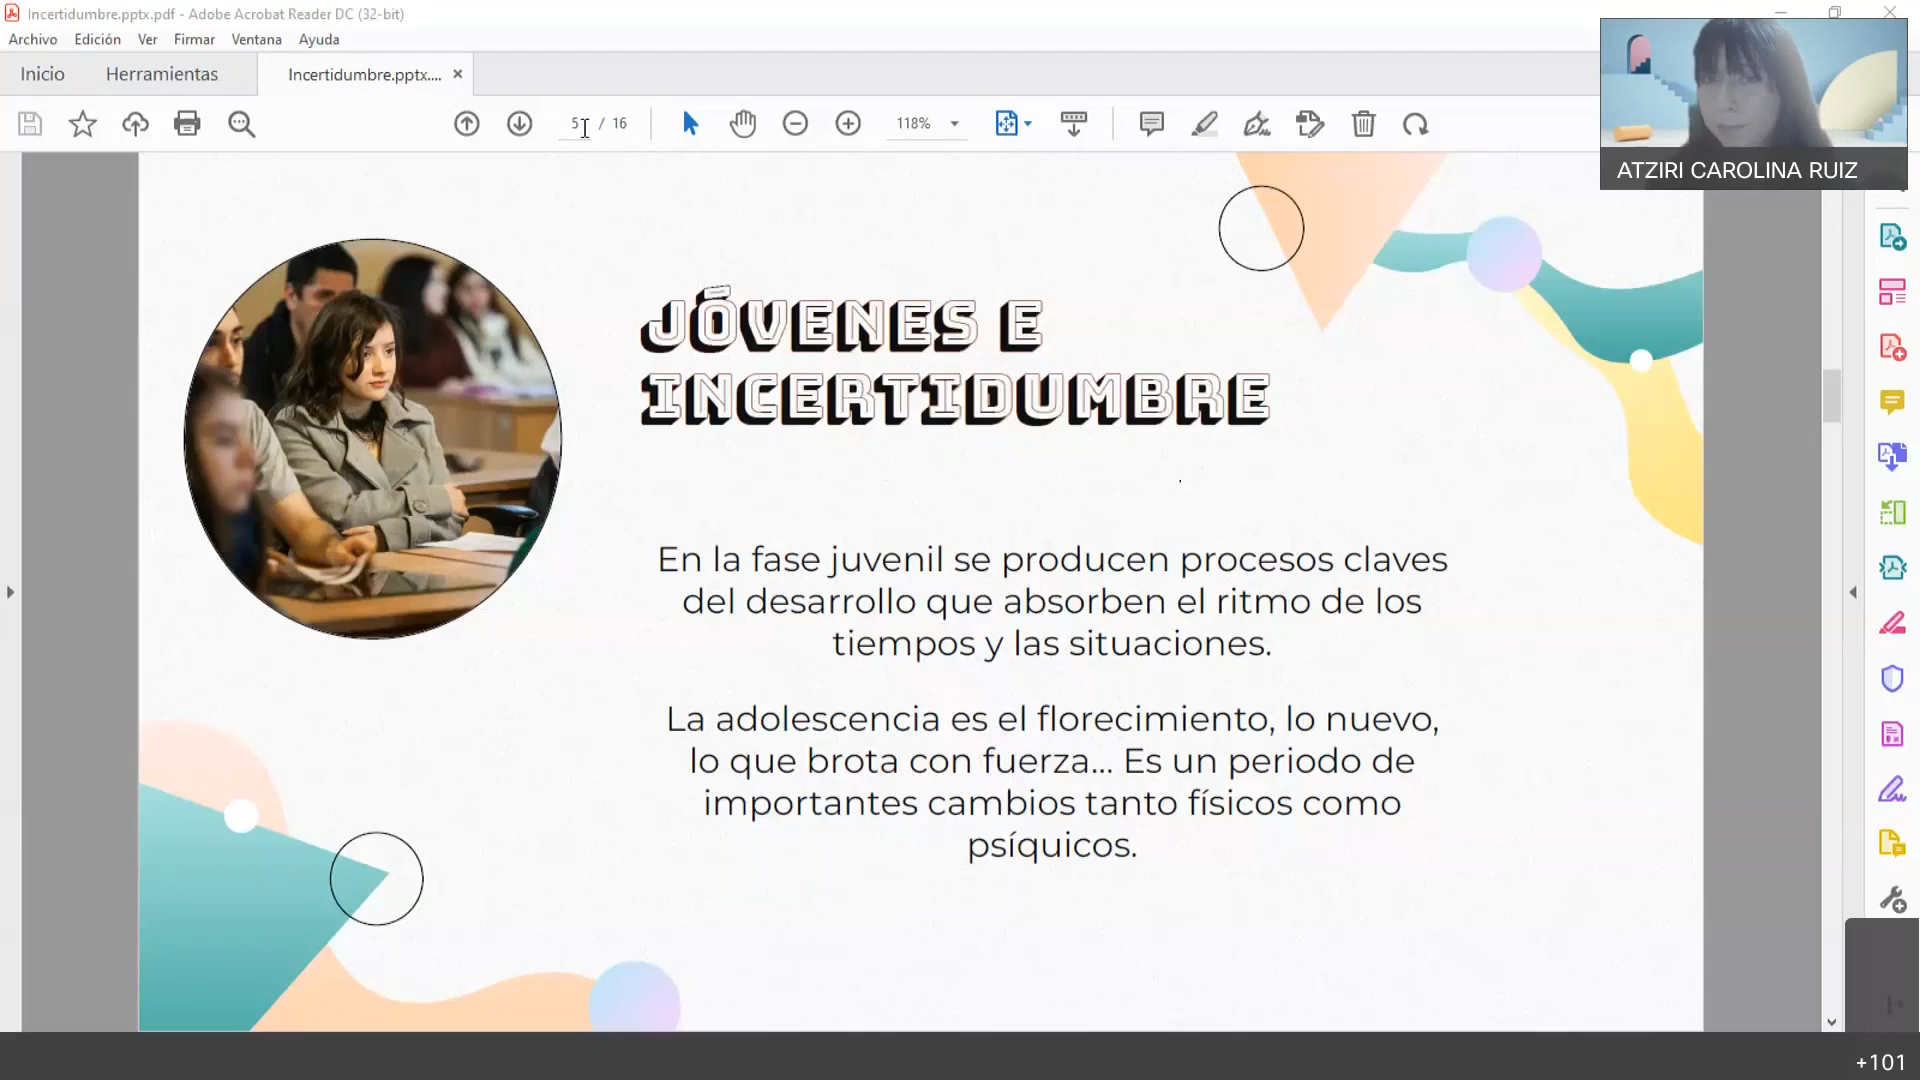 Incertidumbre.pptx.pdf - Adobe Acrobat Reader DC (32-bit)
Archivo Edición Ver Firmar Ventana Ayuda
Inicio Herramientas Incertidumbre.pptx....
5 / 16 118%
ATZIRI CAROLINA RUIZ
JÓVENES E
INCERTIDUMBRE
En la fase juvenil se producen procesos claves
del desarrollo que absorben el ritmo de los
tiempos y las situaciones.
La adolescencia es el florecimiento, lo nuevo,
lo que brota con fuerza... Es un periodo de
importantes cambios tanto físicos como
psíquicos.
+101